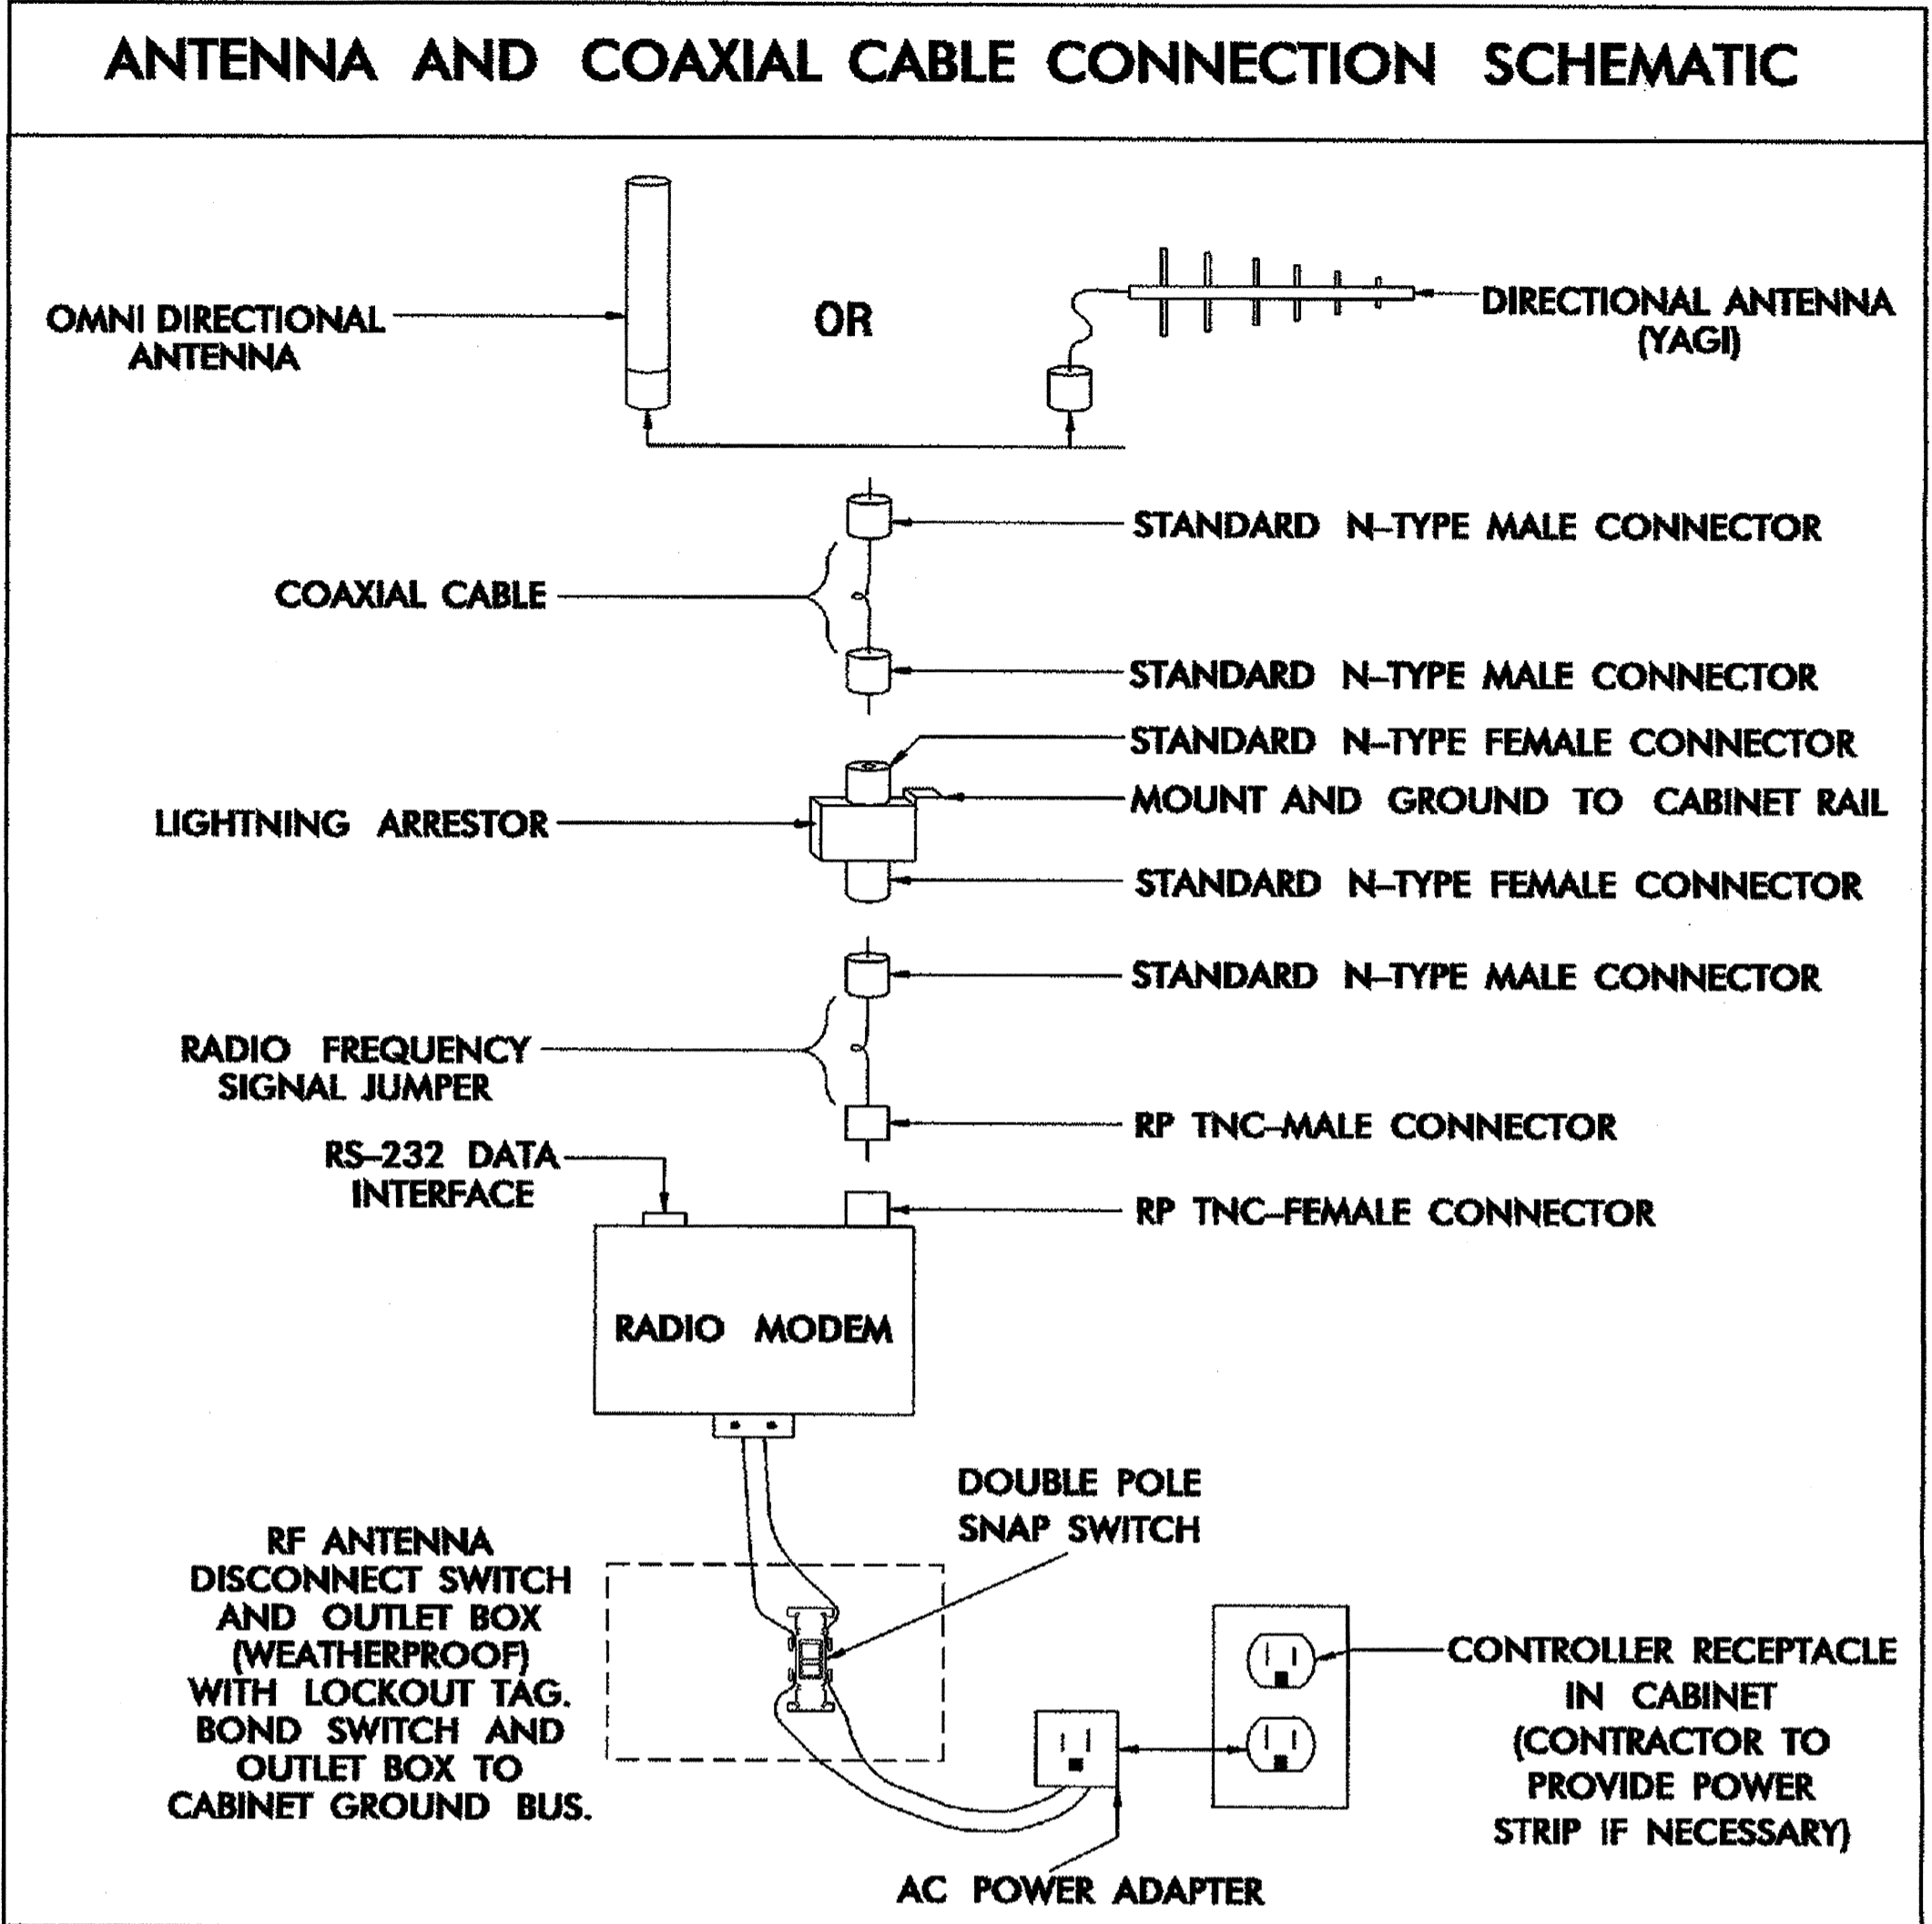 ANTENNA AND COAXIAL CABLE CONNECTION SCHEMATIC
OMNI DIRECTIONAL
ANTENNA
OR
DIRECTIONAL ANTENNA
(YAGI)
STANDARD N-TYPE MALE CONNECTOR
COAXIAL CABLE
STANDARD N-TYPE MALE CONNECTOR
STANDARD N-TYPE FEMALE CONNECTOR
MOUNT AND GROUND TO CABINET RAIL
LIGHTNING ARRESTOR
STANDARD N-TYPE FEMALE CONNECTOR
STANDARD N-TYPE MALE CONNECTOR
RADIO FREQUENCY
SIGNAL JUMPER
RP TNC-MALE CONNECTOR
RS-232 DATA
INTERFACE
RP TNC-FEMALE CONNECTOR
RADIO MODEM
DOUBLE POLE
SNAP SWITCH
RF ANTENNA
DISCONNECT SWITCH
AND OUTLET BOX
(WEATHERPROOF)
WITH LOCKOUT TAG.
BOND SWITCH AND
OUTLET BOX TO
CABINET GROUND BUS.
CONTROLLER RECEPTACLE
IN CABINET
(CONTRACTOR TO
PROVIDE POWER
STRIP IF NECESSARY)
AC POWER ADAPTER